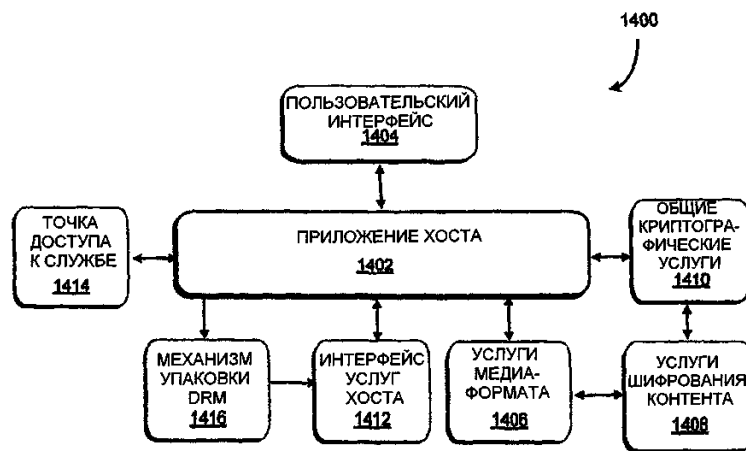 1400
ПОЛЬЗОВАТЕЛЬСКИЙ
ИНТЕРФЕЙС
1404
ТОЧКА
ДОСТУПА
К СЛУЖБЕ
1414
ПРИЛОЖЕНИЕ ХОСТА
1402
ОБЩИЕ
КРИПТОГРА-
ФИЧЕСКИЕ
УСЛУГИ
1410
МЕХАНИЗМ
УПАКОВКИ
DRM
1416
ИНТЕРФЕЙС
УСЛУГ
ХОСТА
1412
УСЛУГИ
МЕДИА-
ФОРМАТА
1406
УСЛУГИ
ШИФРОВАНИЯ
КОНТЕНТА
1408